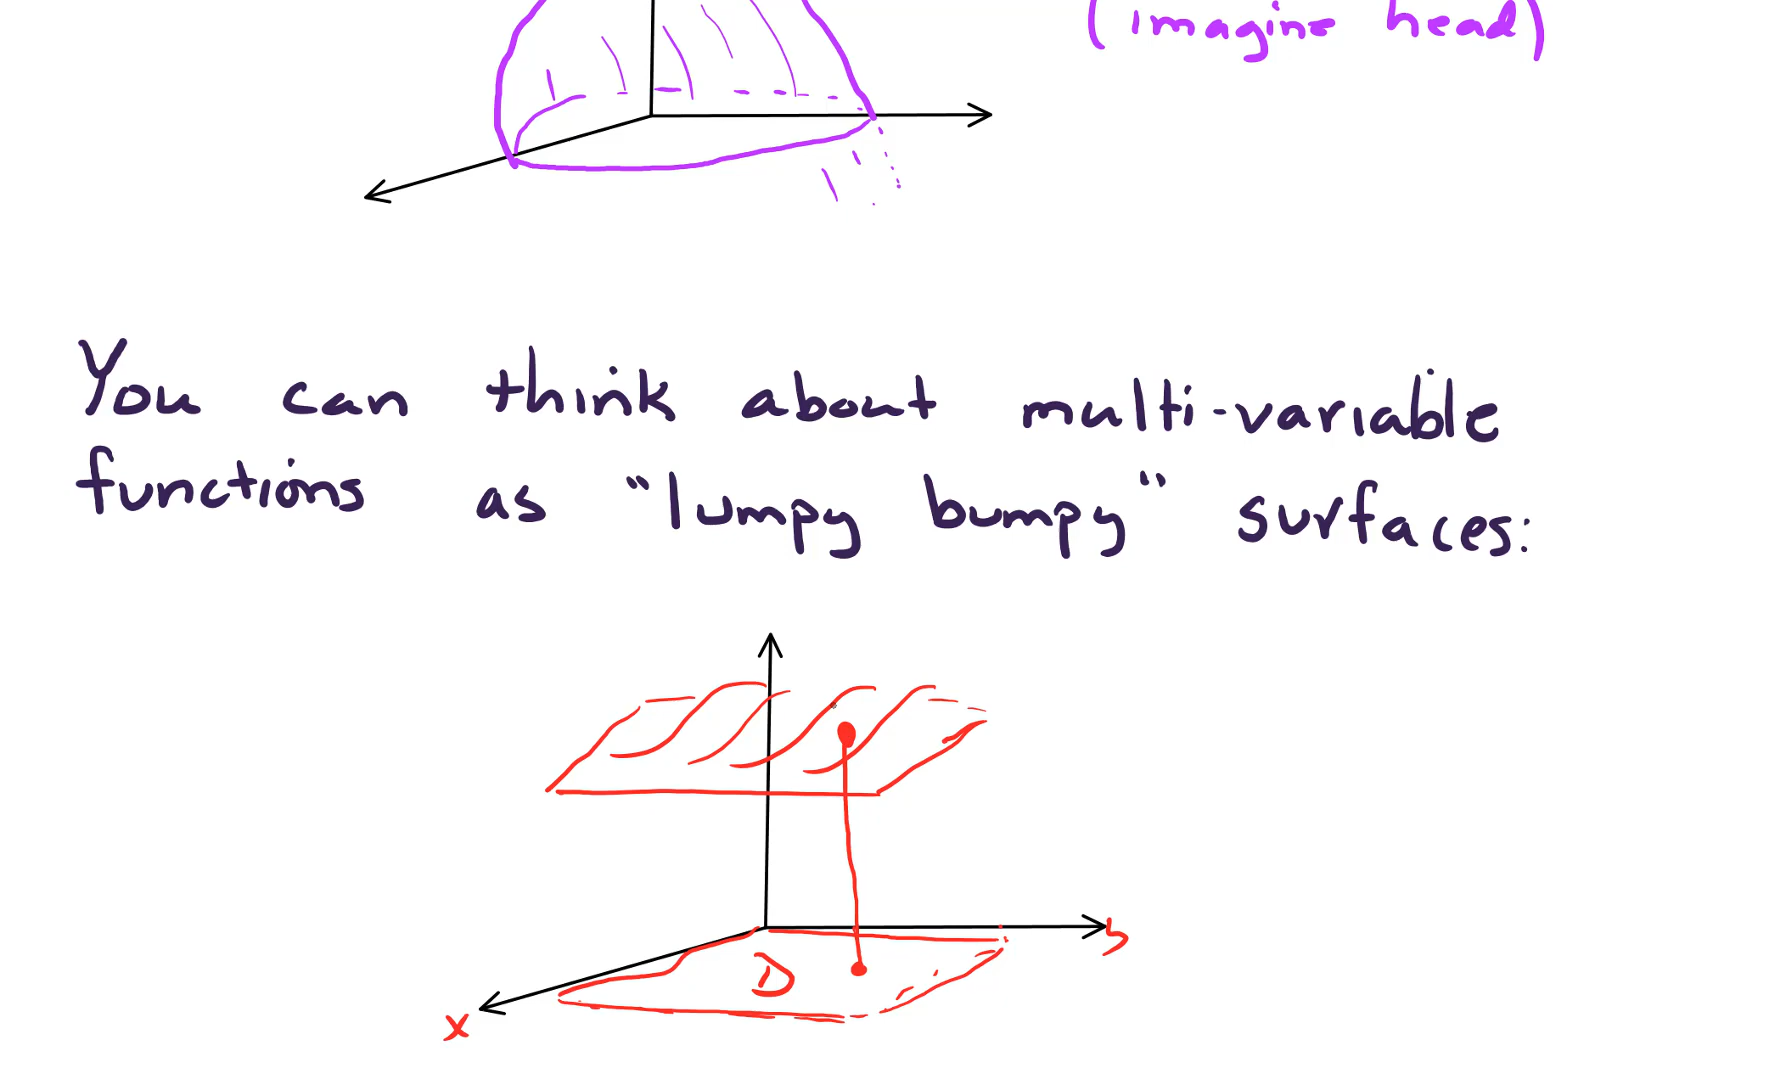 (imagine head)
You can think about multi-variable
functions as "lumpy bumpy" surfaces:
y
D
x